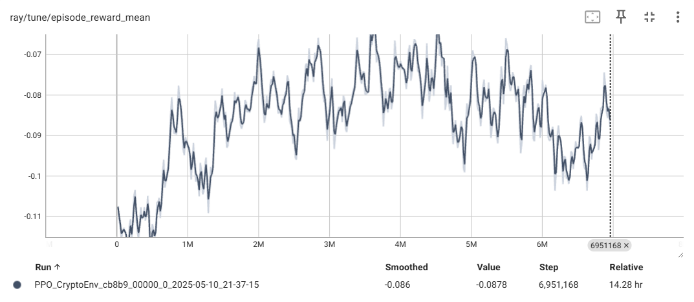 ray/tune/episode_reward_mean
-0.07
-0.08
-0.09
-0.1
-0.11
0 1M 2M 3M 4M 5M 6M 6951168 ×
Run ↑ Smoothed Value Step Relative
PPO_CryptoEnv_cb8b9_00000_0_2025-05-10_21-37-15 -0.086 -0.0878 6,951,168 14.28 hr